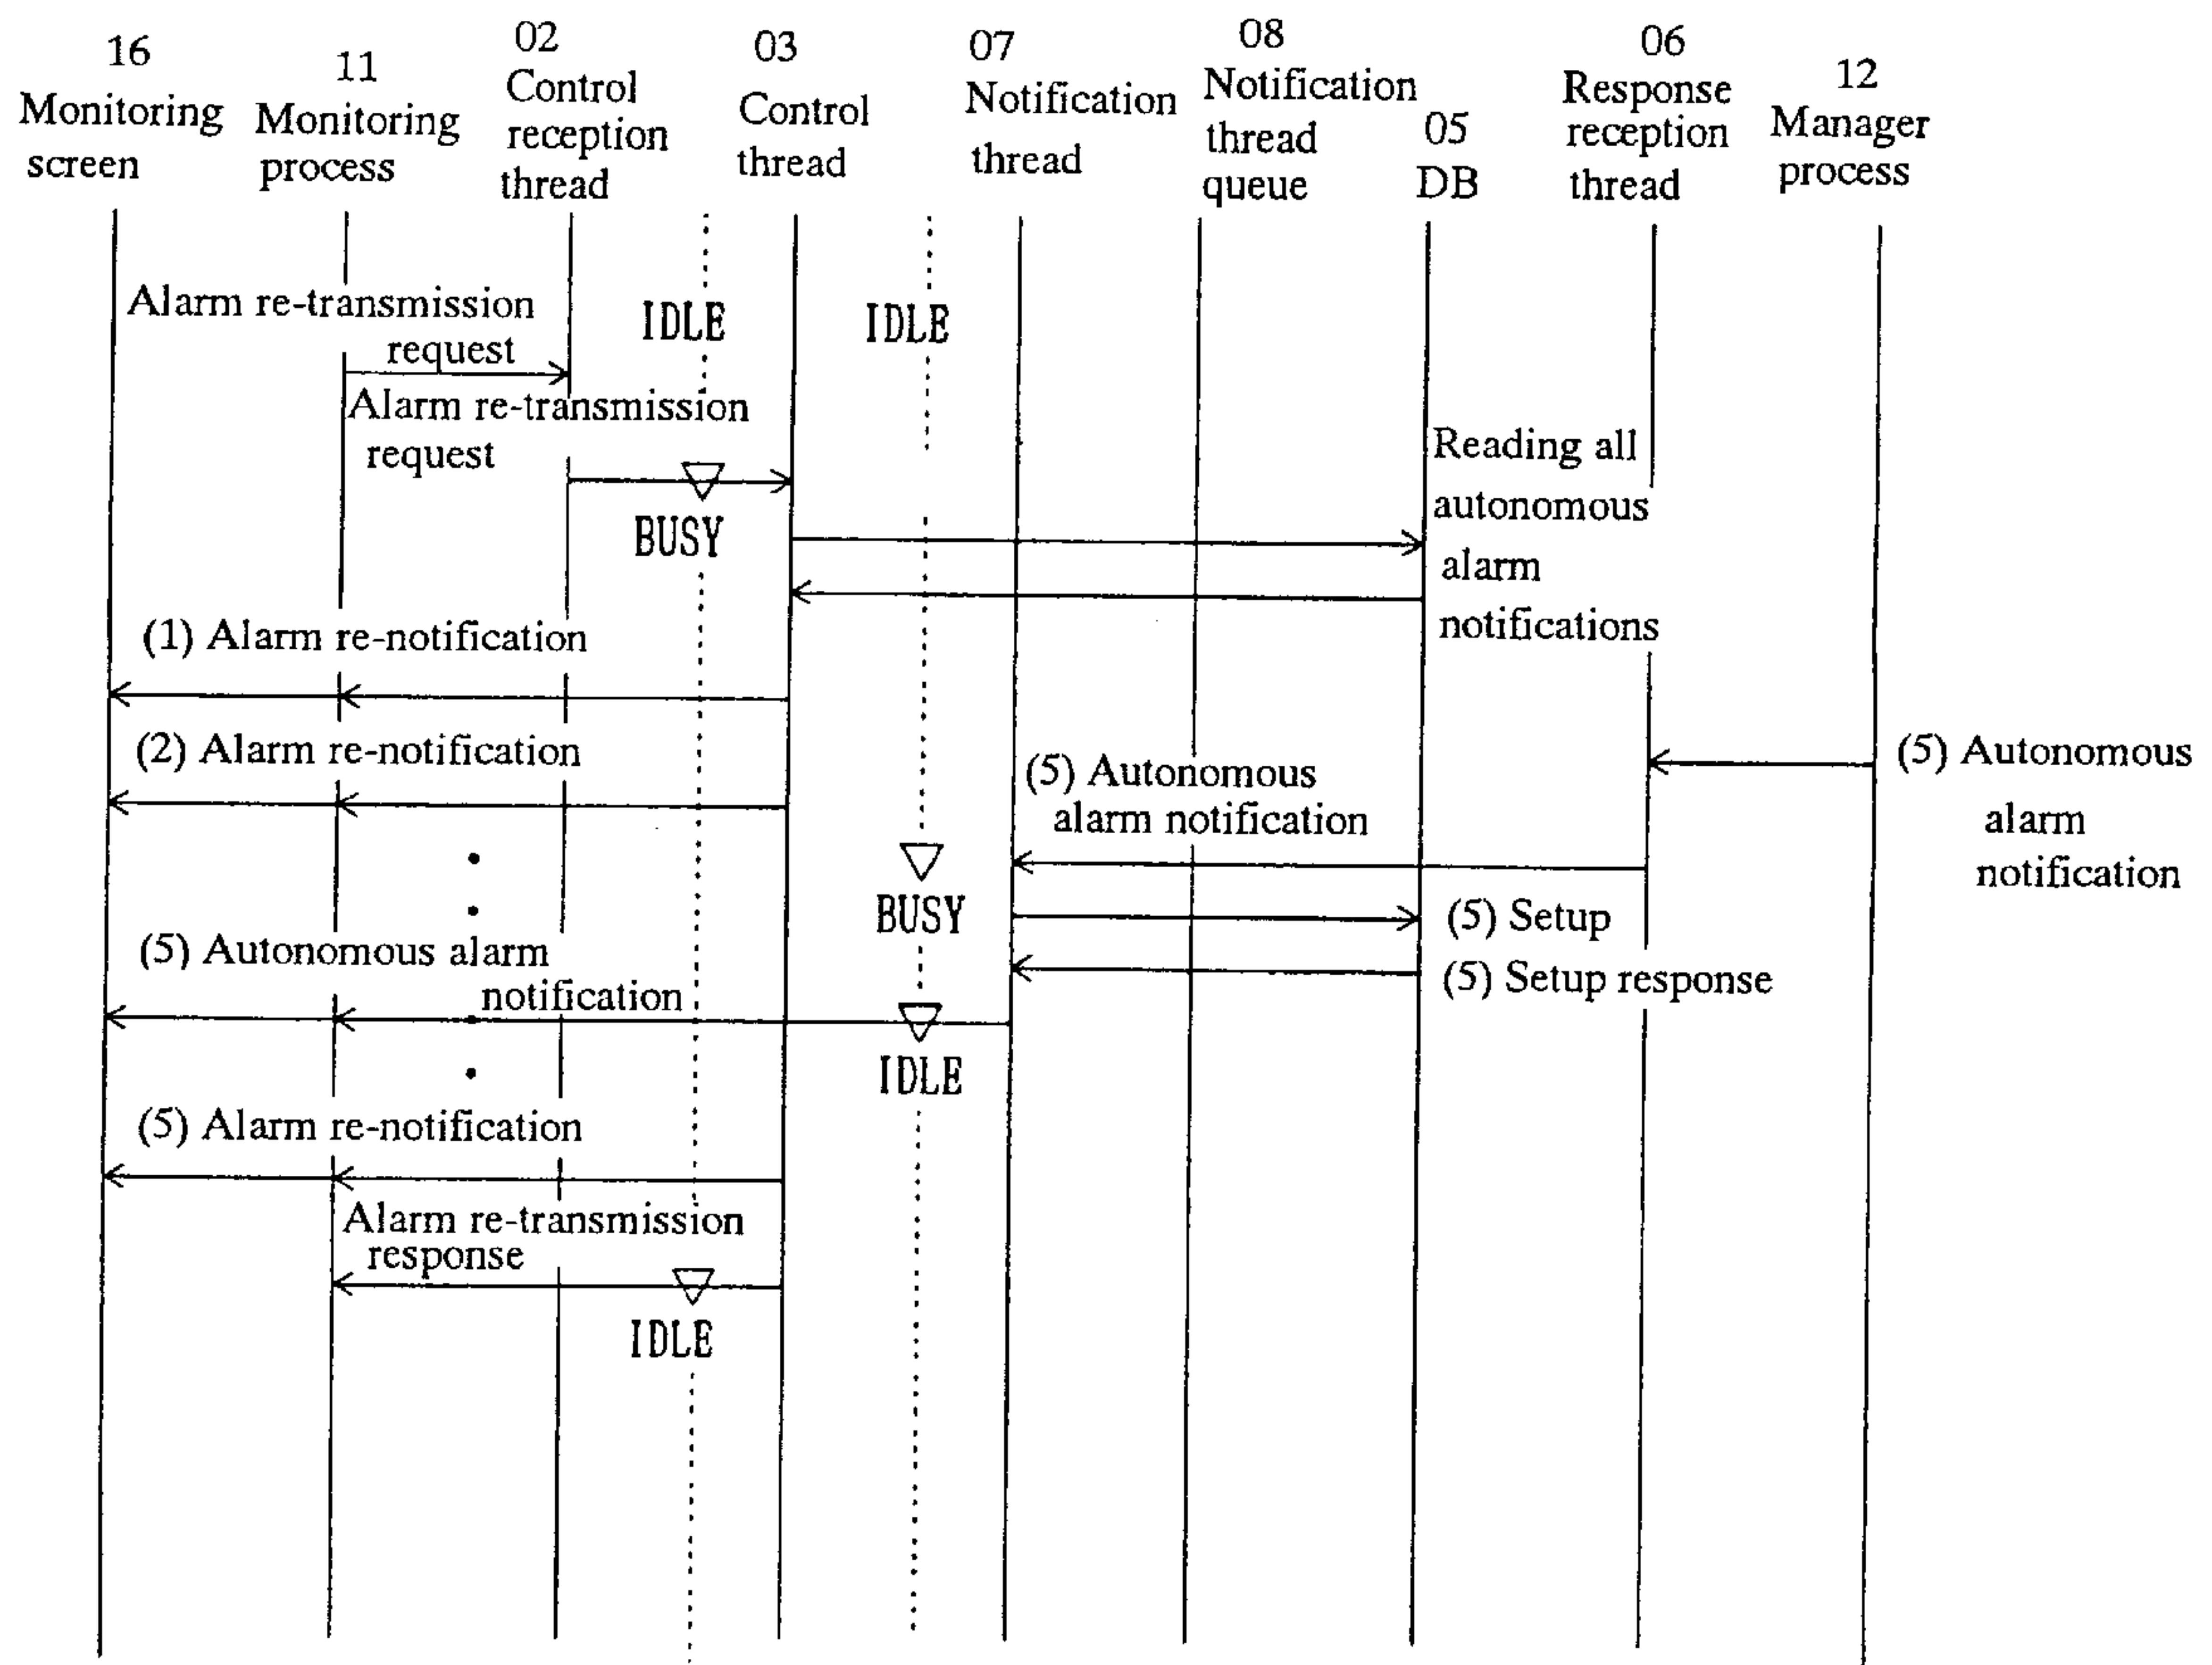 16
Monitoring
screen
11
Monitoring
process
02
Control
reception
thread
03
Control
thread
07
Notification
thread
08
Notification
thread
queue
05
DB
06
Response
reception
thread
12
Manager
process
Alarm re-transmission
request
IDLE
IDLE
Alarm re-transmission
request
BUSY
Reading all
autonomous
alarm
notifications
(1) Alarm re-notification
(2) Alarm re-notification
(5) Autonomous
alarm notification
(5) Autonomous
alarm
notification
BUSY
(5) Setup
(5) Setup response
(5) Autonomous alarm
notification
IDLE
(5) Alarm re-notification
Alarm re-transmission
response
IDLE